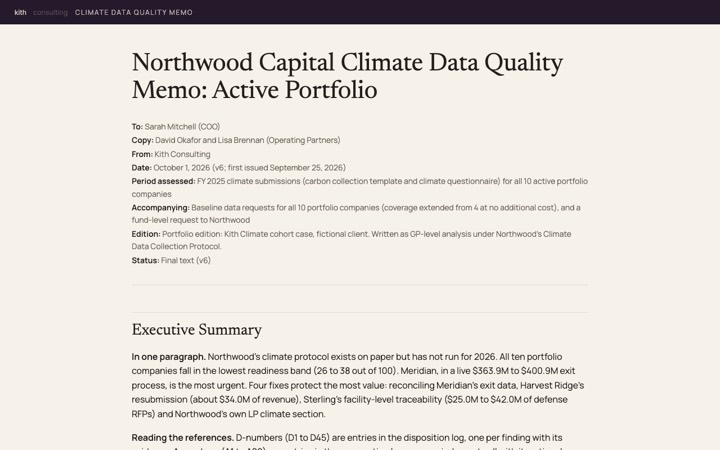 kith consulting CLIMATE DATA QUALITY MEMO
Northwood Capital Climate Data Quality
Memo: Active Portfolio
To: Sarah Mitchell (COO)
Copy: David Okafor and Lisa Brennan (Operating Partners)
From: Kith Consulting
Date: October 1, 2026 (v6; first issued September 25, 2026)
Period assessed: FY 2025 climate submissions (carbon collection template and climate questionnaire) for all 10 active portfolio
companies
Accompanying: Baseline data requests for all 10 portfolio companies (coverage extended from 4 at no additional cost), and a
fund-level request to Northwood
Edition: Portfolio edition: Kith Climate cohort case, fictional client. Written as GP-level analysis under Northwood's Climate
Data Collection Protocol.
Status: Final text (v6)
Executive Summary
In one paragraph. Northwood's climate protocol exists on paper but has not run for 2026. All ten portfolio
companies fall in the lowest readiness band (26 to 38 out of 100). Meridian, in a live $363.9M to $400.9M exit
process, is the most urgent. Four fixes protect the most value: reconciling Meridian's exit data, Harvest Ridge's
resubmission (about $34.0M of revenue), Sterling's facility-level traceability ($25.0M to $42.0M of defense
RFPs) and Northwood's own LP climate section.
Reading the references. D-numbers (D1 to D45) are entries in the disposition log, one per finding with its